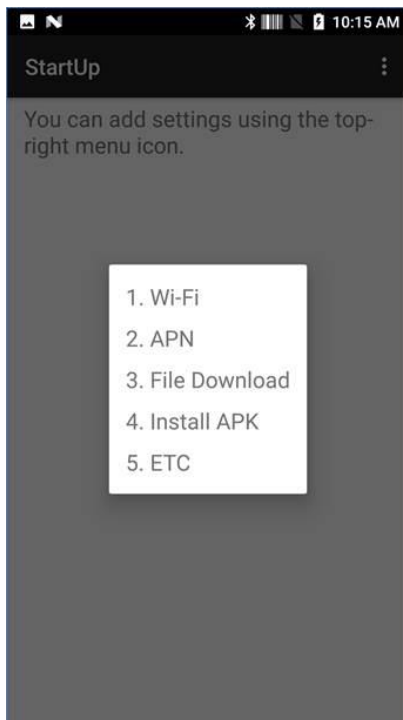 10:15 AM
StartUp
You can add settings using the top-
right menu icon.
1. Wi-Fi
2. APN
3. File Download
4. Install APK
5. ETC